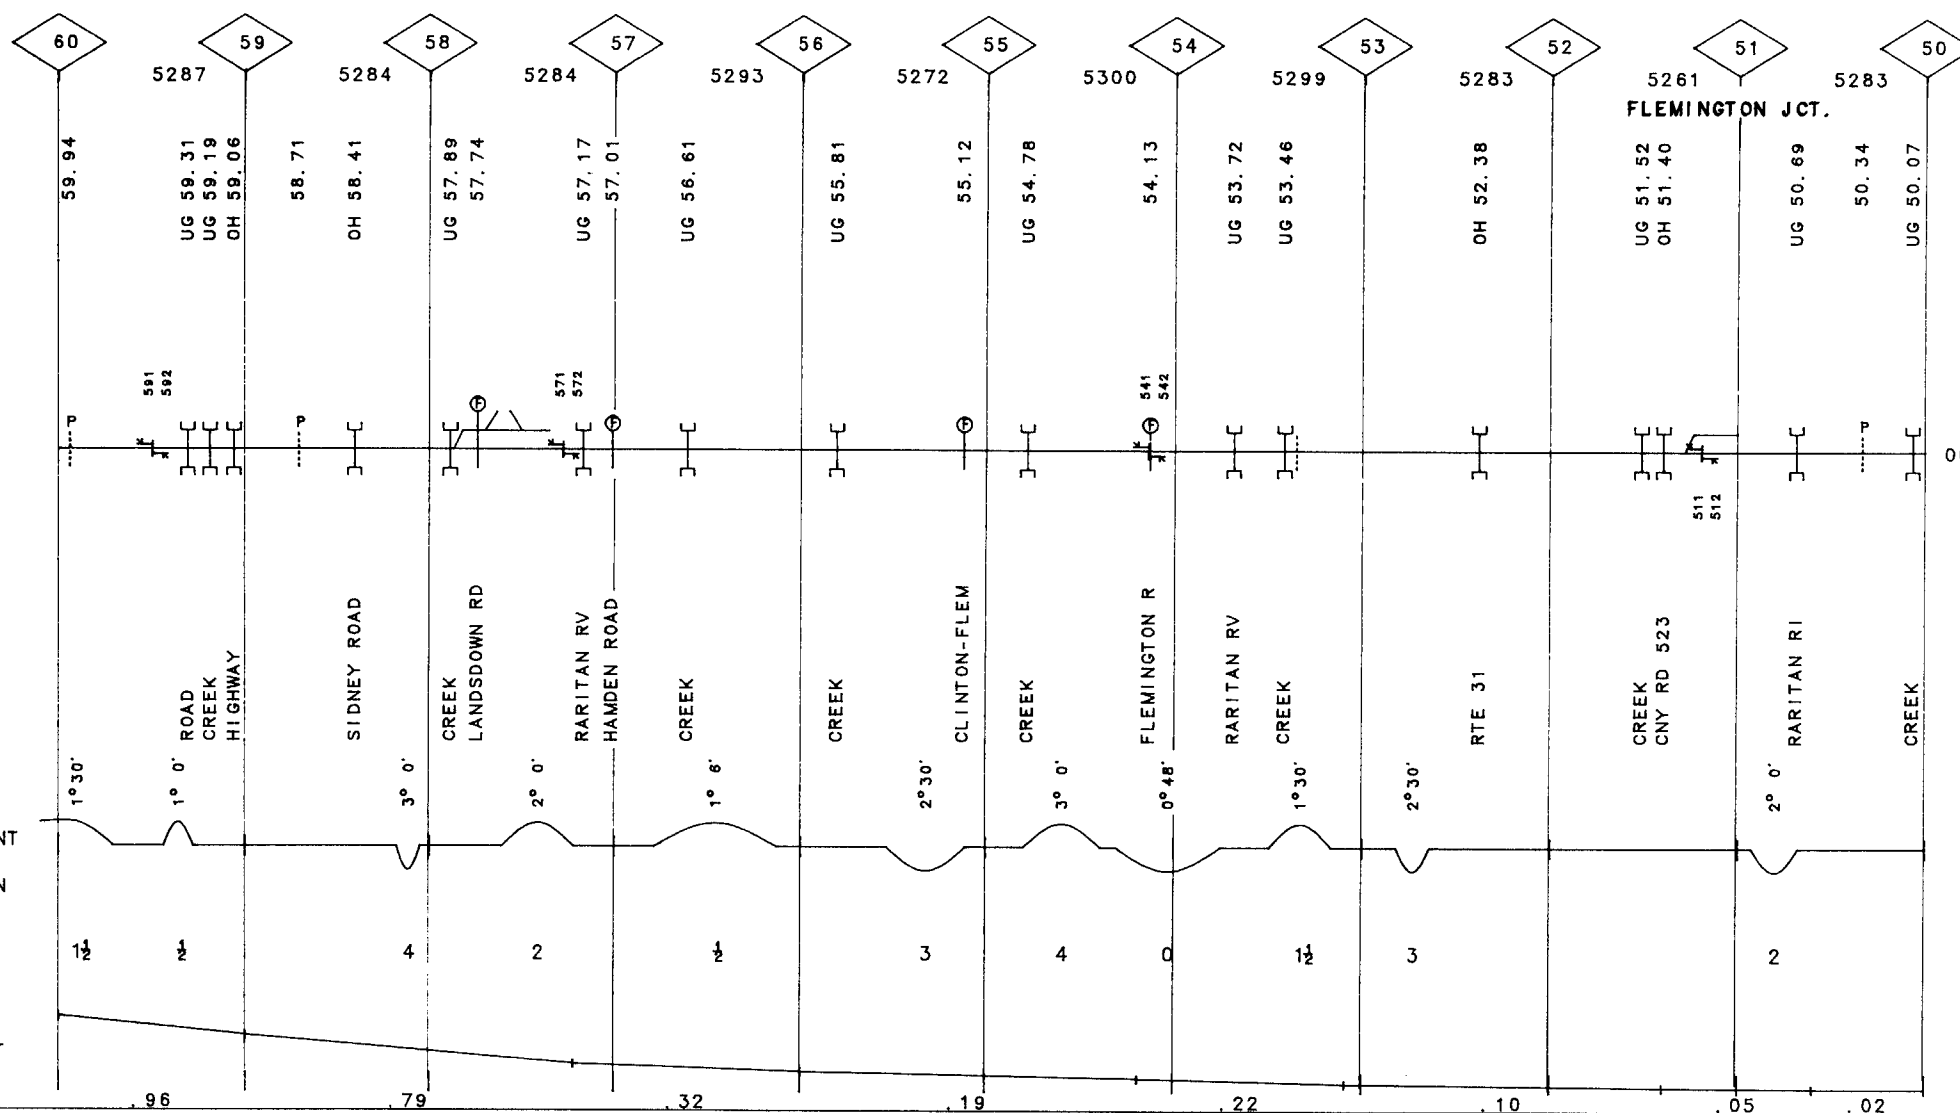 60 59 58 57 56 55 54 53 52 51 50
5287 5284 5284 5293 5272 5300 5299 5283 5261 5283
FLEMINGTON JCT.
59.94
UG 59.31
UG 59.19
OH 59.06
58.71
OH 58.41
UG 57.89
57.74
UG 57.17
57.01
UG 56.61
UG 55.81
55.12
UG 54.78
54.13
UG 53.72
UG 53.46
OH 52.38
UG 51.52
OH 51.40
UG 50.69
50.34
UG 50.07
591
592
571
572
541
542
P
P
F
F
F
F
P
0
511
512
ROAD
CREEK
HIGHWAY
SIDNEY ROAD
CREEK
LANDSDOWN RD
RARITAN RV
HAMDEN ROAD
CREEK
CREEK
CLINTON-FLEM
CREEK
FLEMINGTON R
RARITAN RV
CREEK
RTE 31
CREEK
CNY RD 523
RARITAN RI
CREEK
1°30'
1° 0'
3° 0'
2° 0'
1° 6'
2°30'
3° 0'
0°48'
1°30'
2°30'
2° 0'
NT
N
1½ ½ 4 2 ½ 3 4 0 1½ 3 2
.96 .79 .32 .19 .22 .10 .05 .02